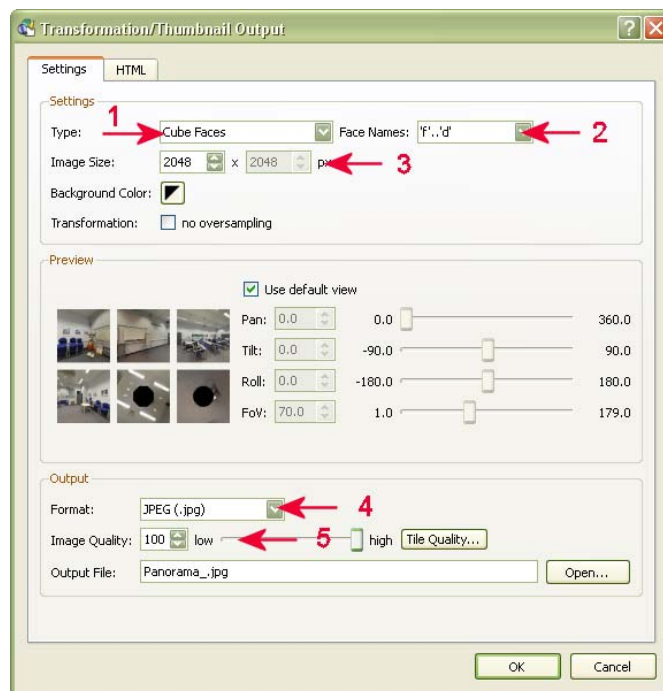 Transformation/Thumbnail Output
Settings HTML
Settings
1
Type: Cube Faces Face Names: 'f'..'d' 2
Image Size: 2048 x 2048 px 3
Background Color:
Transformation: no oversampling
Preview
Use default view
Pan: 0.0 0.0 360.0
Tilt: 0.0 -90.0 90.0
Roll: 0.0 -180.0 180.0
FoV: 70.0 1.0 179.0
Output
Format: JPEG (.jpg) 4
Image Quality: 100 low 5 high Tile Quality...
Output File: Panorama_.jpg Open...
OK Cancel